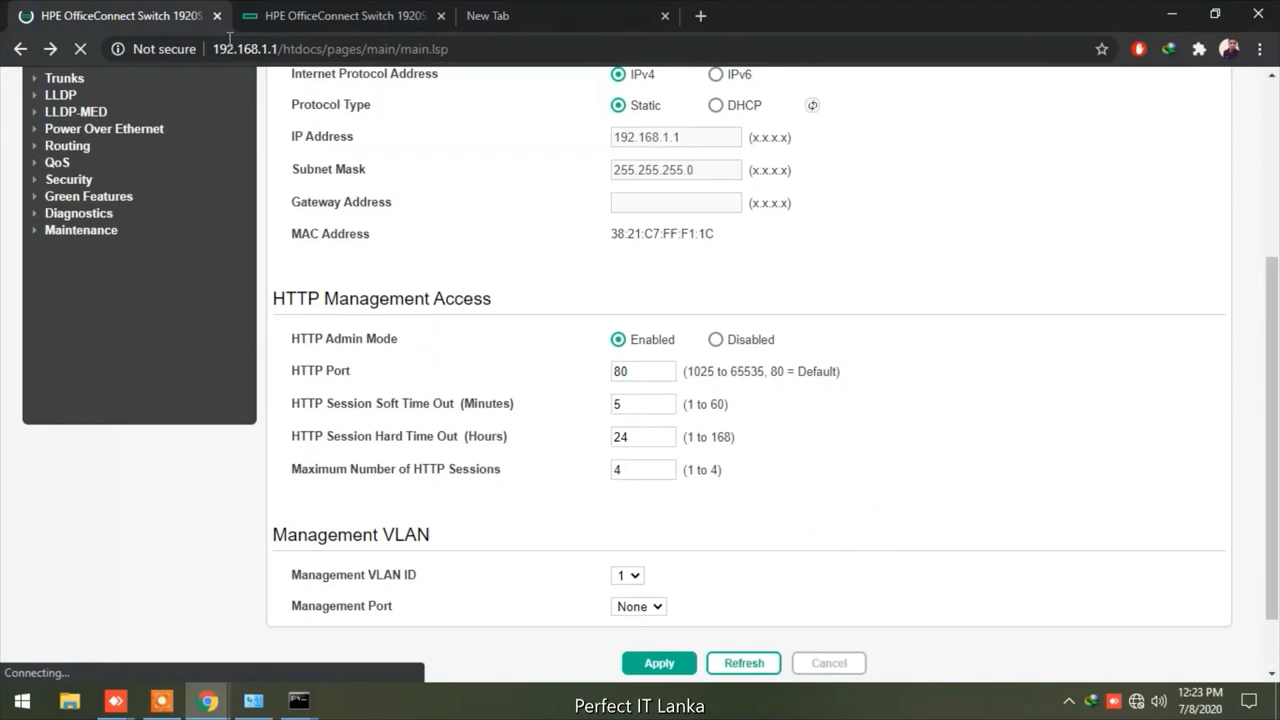 HPE OfficeConnect Switch 1920S
HPE OfficeConnect Switch 1920S
New Tab
Not secure
192.168.1.1/htdocs/pages/main/main.lsp
Trunks
LLDP
LLDP-MED
Power Over Ethernet
Routing
QoS
Security
Green Features
Diagnostics
Maintenance
Internet Protocol Address IPv4 IPv6
Protocol Type Static DHCP
IP Address 192.168.1.1 (x.x.x.x)
Subnet Mask 255.255.255.0 (x.x.x.x)
Gateway Address (x.x.x.x)
MAC Address 38:21:C7:FF:F1:1C
HTTP Management Access
HTTP Admin Mode Enabled Disabled
HTTP Port 80 (1025 to 65535, 80 = Default)
HTTP Session Soft Time Out (Minutes) 5 (1 to 60)
HTTP Session Hard Time Out (Hours) 24 (1 to 168)
Maximum Number of HTTP Sessions 4 (1 to 4)
Management VLAN
Management VLAN ID 1
Management Port None
Apply Refresh Cancel
Connecting...
12:23 PM
7/8/2020
Perfect IT Lanka